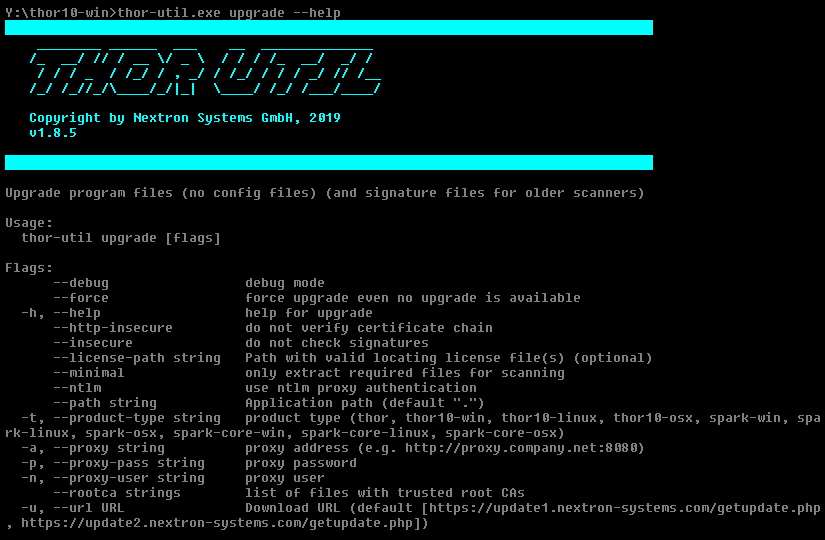 Y:\thor10-win>thor-util.exe upgrade --help
THOR UTIL
Copyright by Nextron Systems GmbH, 2019
v1.8.5
Upgrade program files (no config files) (and signature files for older scanners)
Usage:
thor-util upgrade [flags]
Flags:
--debug debug mode
--force force upgrade even no upgrade is available
-h, --help help for upgrade
--http-insecure do not verify certificate chain
--insecure do not check signatures
--license-path string Path with valid locating license file(s) (optional)
--minimal only extract required files for scanning
--ntlm use ntlm proxy authentication
--path string Application path (default ".")
-t, --product-type string product type (thor, thor10-win, thor10-linux, thor10-osx, spark-win, spa
rk-linux, spark-osx, spark-core-win, spark-core-linux, spark-core-osx)
-a, --proxy string proxy address (e.g. http://proxy.company.net:8080)
-p, --proxy-pass string proxy password
-n, --proxy-user string proxy user
--rootca strings list of files with trusted root CAs
-u, --url URL Download URL (default [https://update1.nextron-systems.com/getupdate.php
, https://update2.nextron-systems.com/getupdate.php])